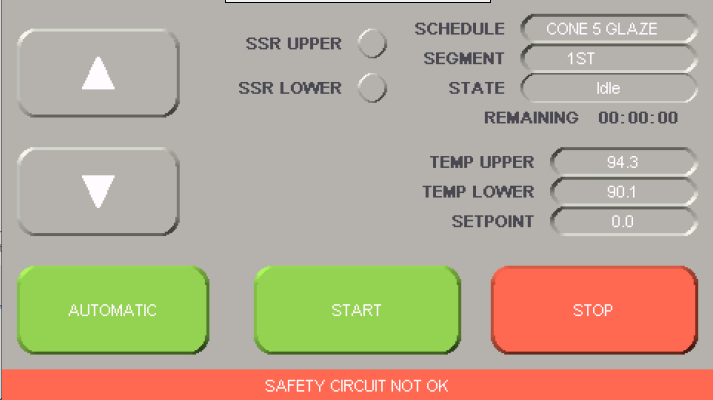 SSR UPPER
SSR LOWER
SCHEDULE CONE 5 GLAZE
SEGMENT 1ST
STATE Idle
REMAINING 00:00:00
TEMP UPPER 94.3
TEMP LOWER 90.1
SETPOINT 0.0
AUTOMATIC
START
STOP
SAFETY CIRCUIT NOT OK